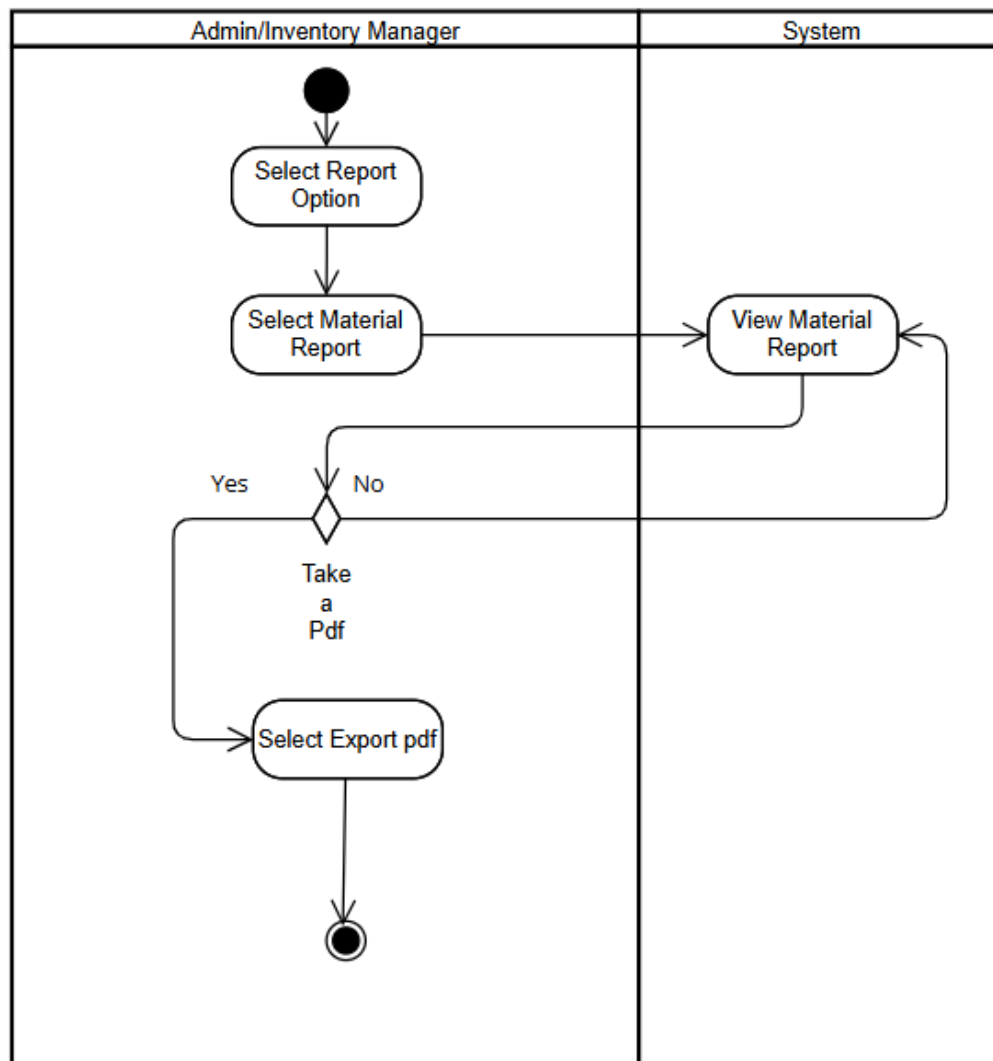 Admin/Inventory Manager
System
Select Report
Option
Select Material
Report
View Material
Report
Yes
No
Take
a
Pdf
Select Export pdf